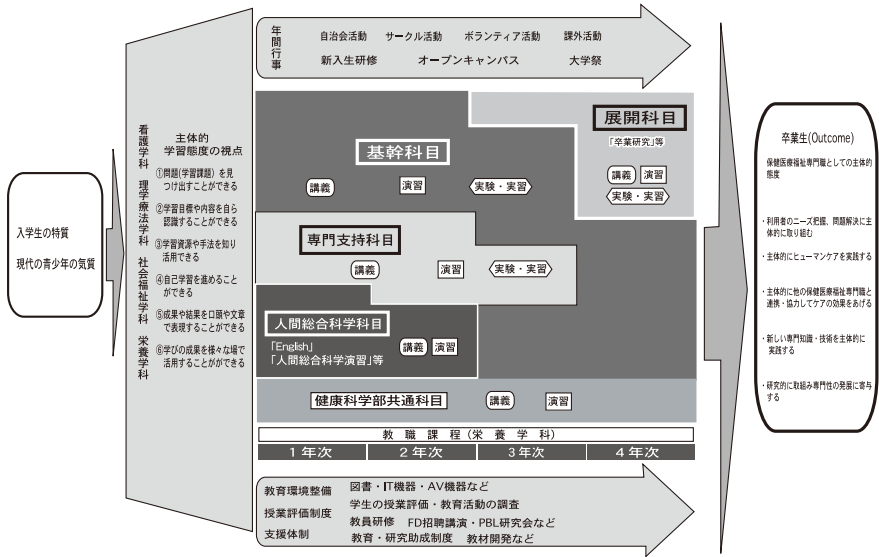 入学生の特質
現代の青少年の気質
看護学科 理学療法学科 社会福祉学科 栄養学科
主体的
学習態度の視点
①問題(学習課題)を見
つけ出すことができる
②学習目標や内容を自ら
認識することができる
③学習資源や手法を知り
活用できる
④自己学習を進めること
ができる
⑤成果や結果を口頭や文章
で表現することができる
⑥学びの成果を様々な場で
活用することがができる
年間行事
自治会活動 サークル活動 ボランティア活動 課外活動
新入生研修 オープンキャンパス 大学祭
展開科目
「卒業研究」等
講義 演習
実験・実習
基幹科目
講義 演習 実験・実習
専門支持科目
講義 演習 実験・実習
人間総合科学科目
「English」
「人間総合科学演習」等
講義 演習
健康科学部共通科目 講義 演習
教職課程(栄養学科)
1年次 2年次 3年次 4年次
教育環境整備 図書・IT機器・AV機器など
学生の授業評価・教育活動の調査
授業評価制度
教員研修 FD招聘講演・PBL研究会など
支援体制
教育・研究助成制度 教材開発など
卒業生(Outcome)
保健医療福祉専門職としての主体的
態度
・利用者のニーズ把握、問題解決に主
体的に取り組む
・主体的にヒューマンケアを実践する
・主体的に他の保健医療福祉専門職と
連携・協力してケアの効果をあげる
・新しい専門知識・技術を主体的に
実践する
・研究的に取組み専門性の発展に寄与
する